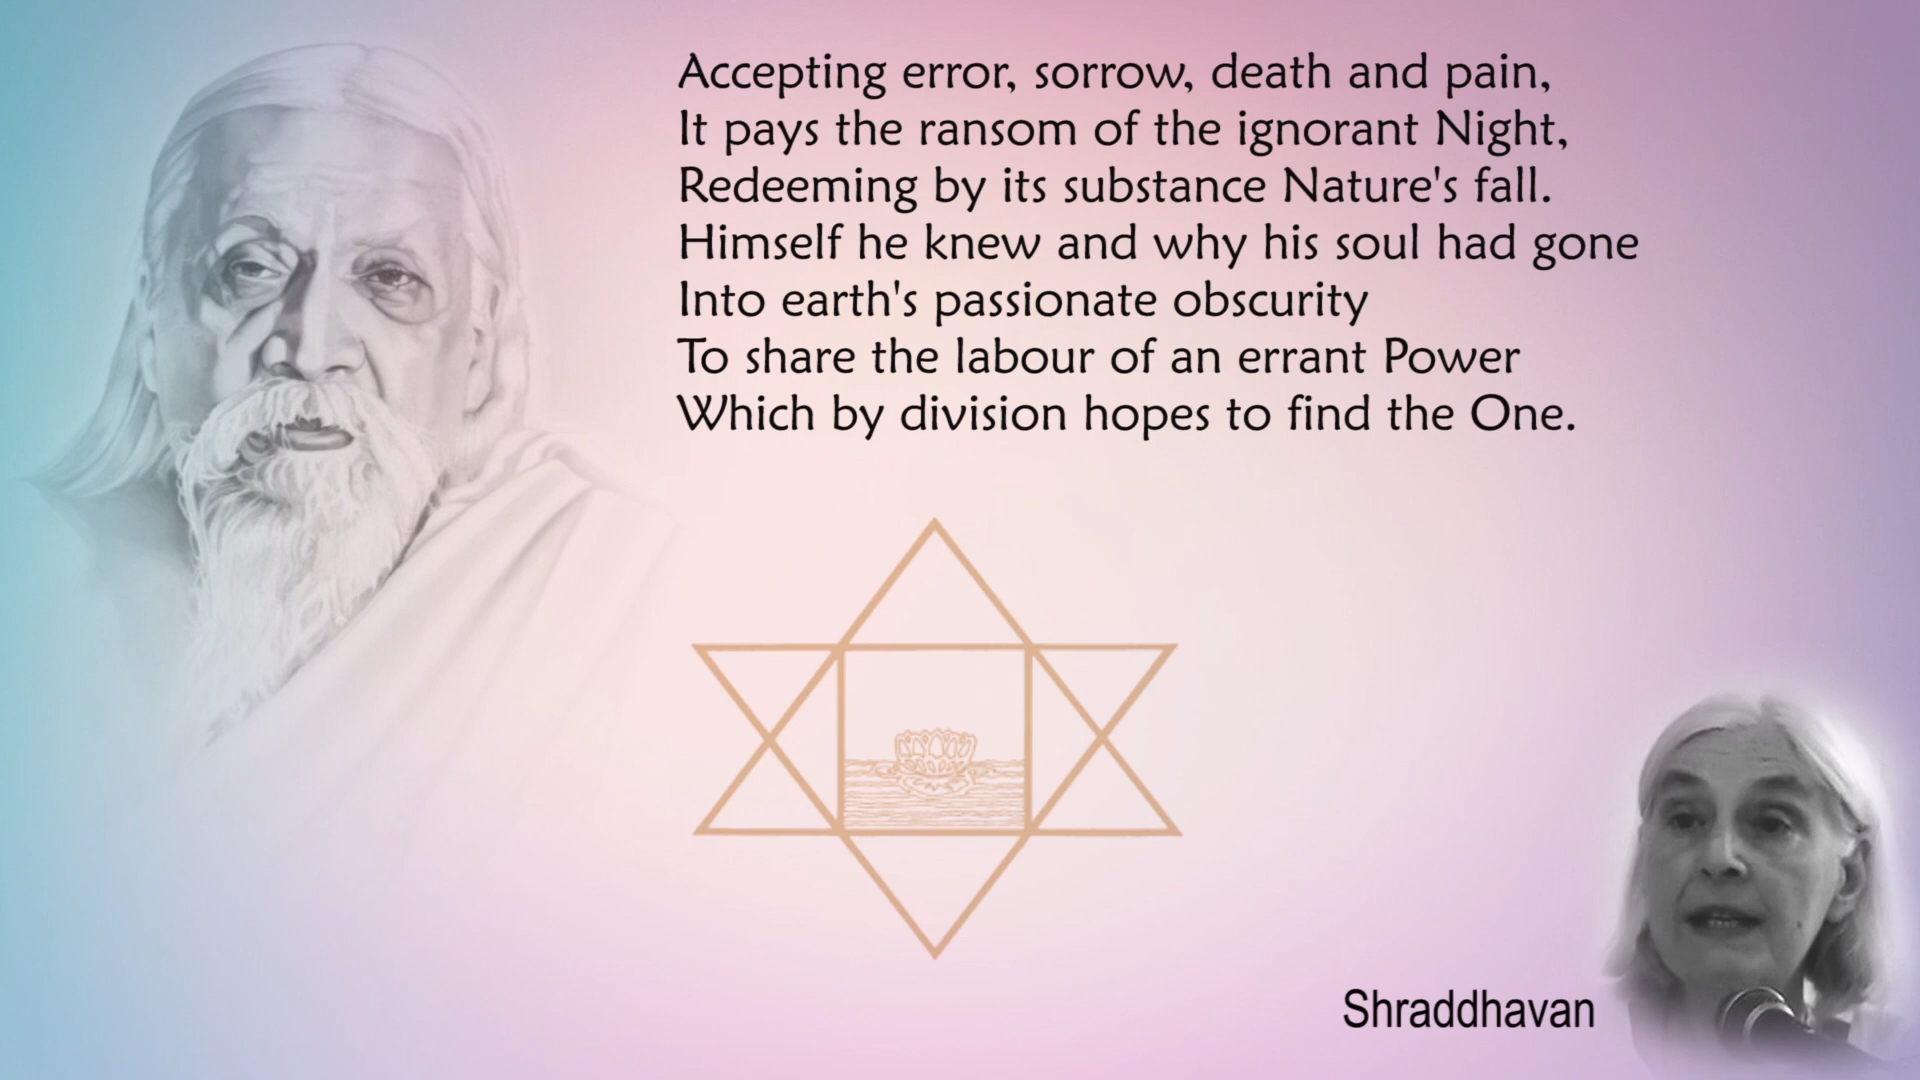 Accepting error, sorrow, death and pain,
It pays the ransom of the ignorant Night,
Redeeming by its substance Nature's fall.
Himself he knew and why his soul had gone
Into earth's passionate obscurity
To share the labour of an errant Power
Which by division hopes to find the One.
Shraddhavan